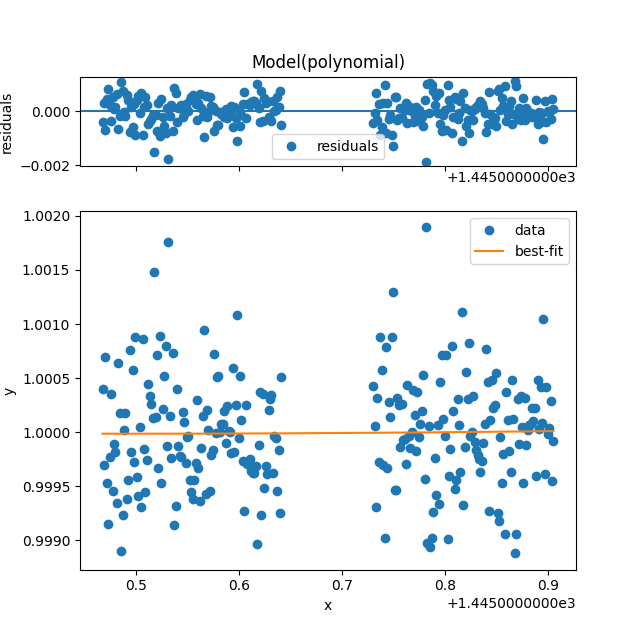 Model(polynomial)
residuals
0.000
−0.002
residuals
+1.4450000000e3
y
1.0020
1.0015
1.0010
1.0005
1.0000
0.9995
0.9990
data
best-fit
0.5 0.6 0.7 0.8 0.9
x
+1.4450000000e3